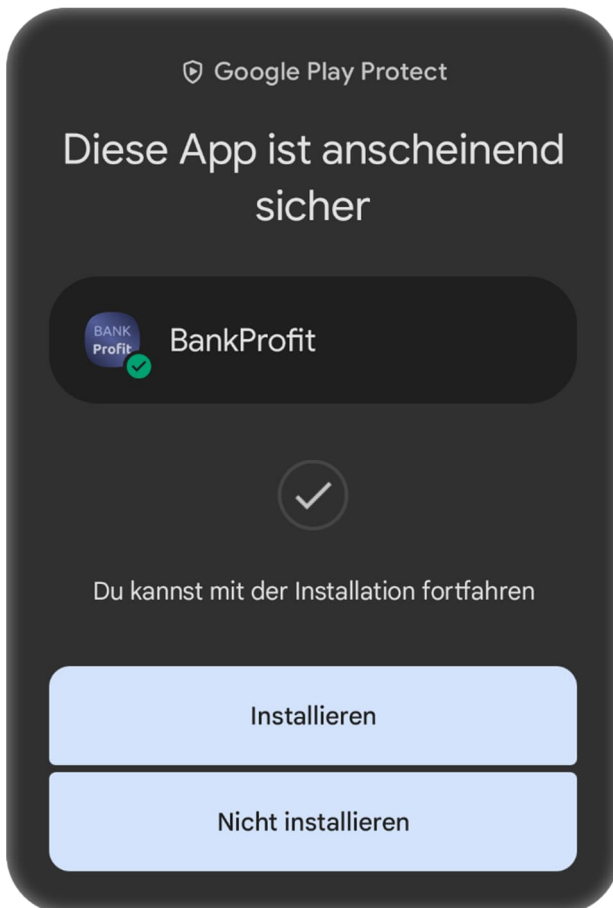 Google Play Protect
Diese App ist anscheinend
sicher
BANK
Profit
BankProfit
Du kannst mit der Installation fortfahren
Installieren
Nicht installieren